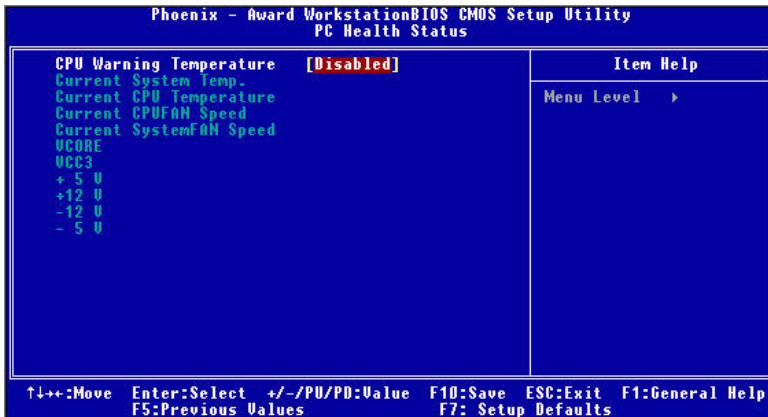 Phoenix - Award WorkstationBIOS CMOS Setup Utility
PC Health Status
CPU Warning Temperature [Disabled]
Current System Temp.
Current CPU Temperature
Current CPUFAN Speed
Current SystemFAN Speed
VCORE
VCC3
+ 5 V
+12 V
-12 V
- 5 V
Item Help
Menu Level ▸
↑↓→←:Move Enter:Select +/-/PU/PD:Value F10:Save ESC:Exit F1:General Help
F5:Previous Values F7: Setup Defaults